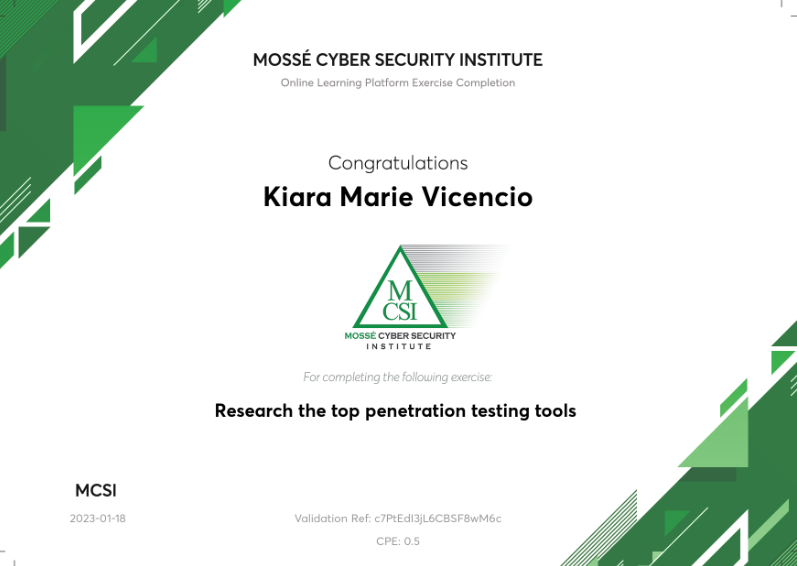 MOSSÉ CYBER SECURITY INSTITUTE
Online Learning Platform Exercise Completion
Congratulations
Kiara Marie Vicencio
M
CSI
MOSSÉ CYBER SECURITY
INSTITUTE
For completing the following exercise:
Research the top penetration testing tools
MCSI
2023-01-18
Validation Ref: c7PtEdI3jL6CBSF8wM6c
CPE: 0.5